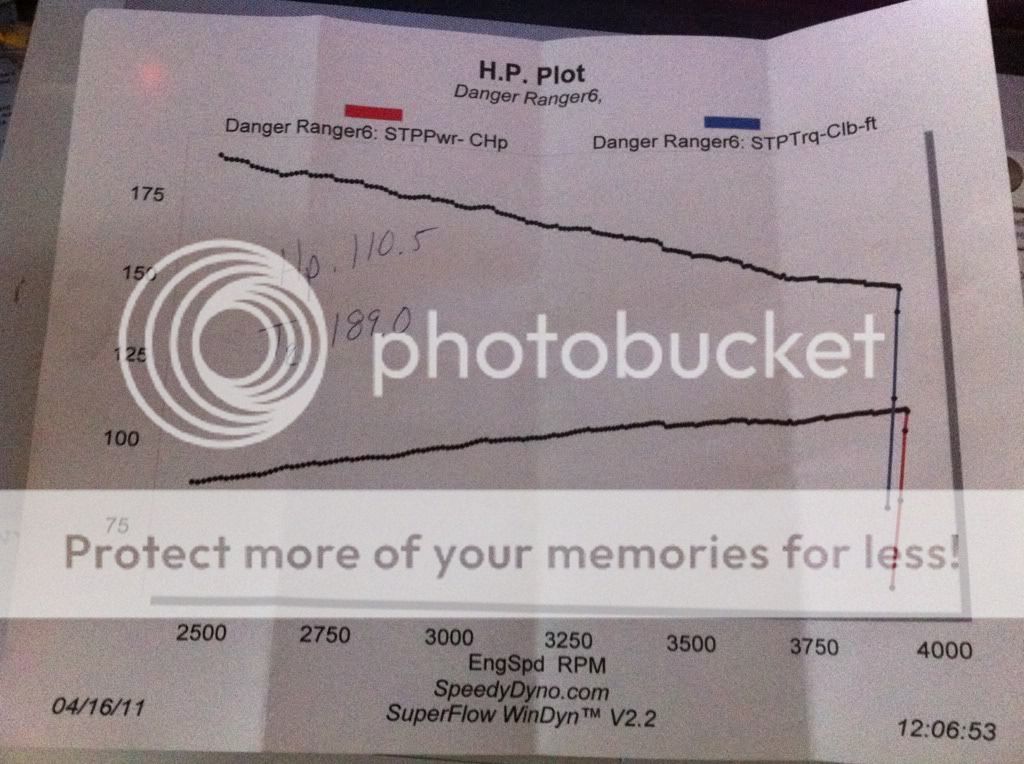 H.P. Plot
Danger Ranger6,
Danger Ranger6: STPPwr- CHp
Danger Ranger6: STPTrq-Clb-ft
175
Hp. 110.5
150
189.0
125
photobucket
100
75
Protect more of your memories for less!
2500 2750 3000 3250 3500 3750 4000
EngSpd RPM
SpeedyDyno.com
04/16/11
SuperFlow WinDyn™ V2.2
12:06:53